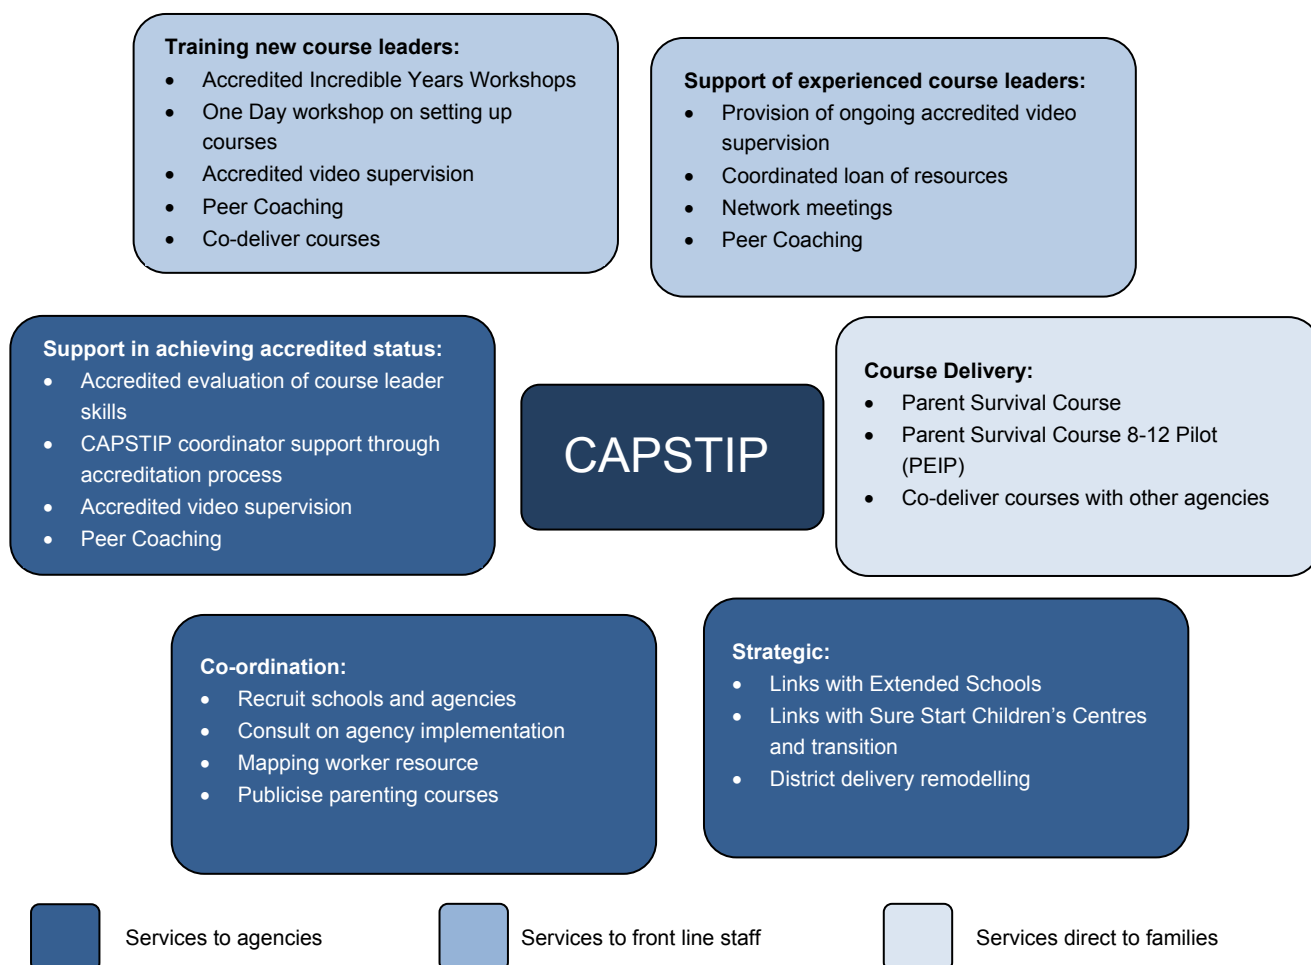 Training new course leaders:
• Accredited Incredible Years Workshops
• One Day workshop on setting up
courses
• Accredited video supervision
• Peer Coaching
• Co-deliver courses
Support of experienced course leaders:
• Provision of ongoing accredited video
supervision
• Coordinated loan of resources
• Network meetings
• Peer Coaching
Support in achieving accredited status:
• Accredited evaluation of course leader
skills
• CAPSTIP coordinator support through
accreditation process
• Accredited video supervision
• Peer Coaching
CAPSTIP
Course Delivery:
• Parent Survival Course
• Parent Survival Course 8-12 Pilot
(PEIP)
• Co-deliver courses with other agencies
Co-ordination:
• Recruit schools and agencies
• Consult on agency implementation
• Mapping worker resource
• Publicise parenting courses
Strategic:
• Links with Extended Schools
• Links with Sure Start Children’s Centres
and transition
• District delivery remodelling
Services to agencies
Services to front line staff
Services direct to families